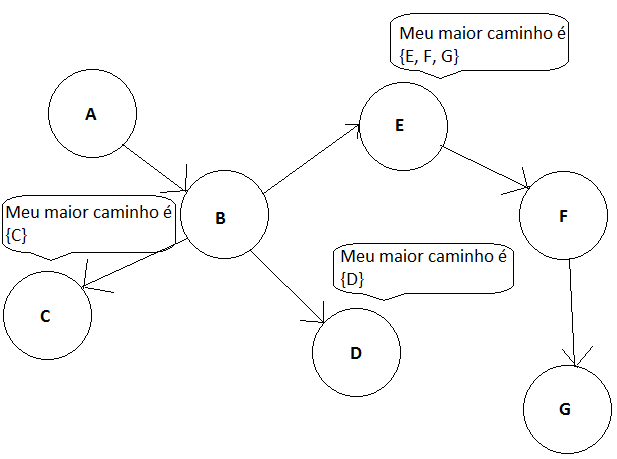 Meu maior caminho é
{E, F, G}
A
E
Meu maior caminho é
{C}
B
F
Meu maior caminho é
{D}
C
D
G